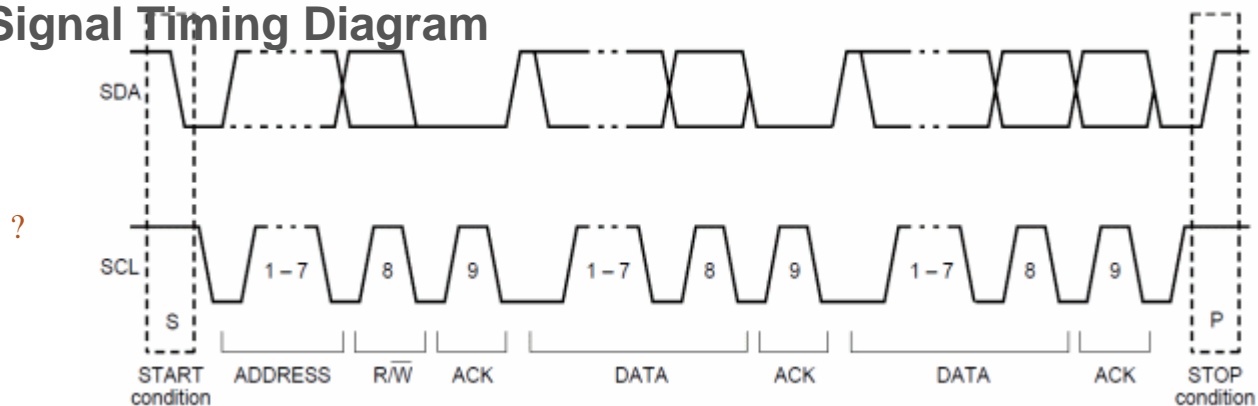 Signal Timing Diagram
SDA
?
SCL
1 – 7 8 9 1 – 7 8 9 1 – 7 8 9
S P
START ADDRESS R/W̅ ACK DATA ACK DATA ACK STOP
condition condition